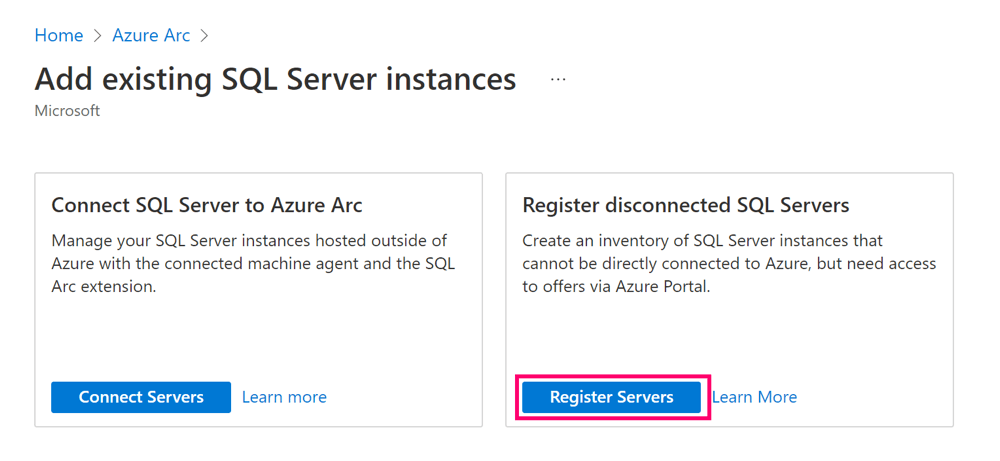 Home > Azure Arc >
Add existing SQL Server instances ...
Microsoft
Connect SQL Server to Azure Arc
Manage your SQL Server instances hosted outside of
Azure with the connected machine agent and the SQL
Arc extension.
Connect Servers Learn more
Register disconnected SQL Servers
Create an inventory of SQL Server instances that
cannot be directly connected to Azure, but need access
to offers via Azure Portal.
Register Servers Learn More